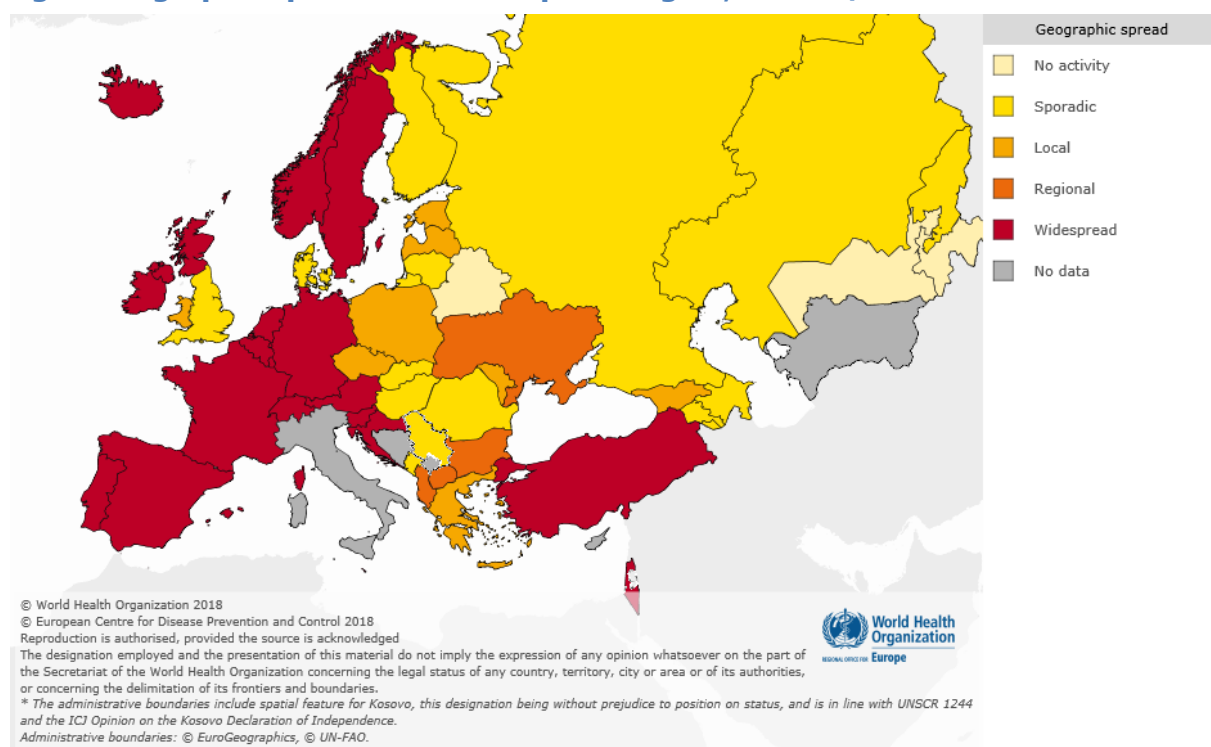 Geographic spread
No activity
Sporadic
Local
Regional
Widespread
No data
© World Health Organization 2018
© European Centre for Disease Prevention and Control 2018
Reproduction is authorised, provided the source is acknowledged
The designation employed and the presentation of this material do not imply the expression of any opinion whatsoever on the part of
the Secretariat of the World Health Organization concerning the legal status of any country, territory, city or area or of its authorities,
or concerning the delimitation of its frontiers and boundaries.
* The administrative boundaries include spatial feature for Kosovo, this designation being without prejudice to position on status, and is in line with UNSCR 1244
and the ICJ Opinion on the Kosovo Declaration of Independence.
Administrative boundaries: © EuroGeographics, © UN-FAO.
World Health
Organization
REGIONAL OFFICE FOR Europe